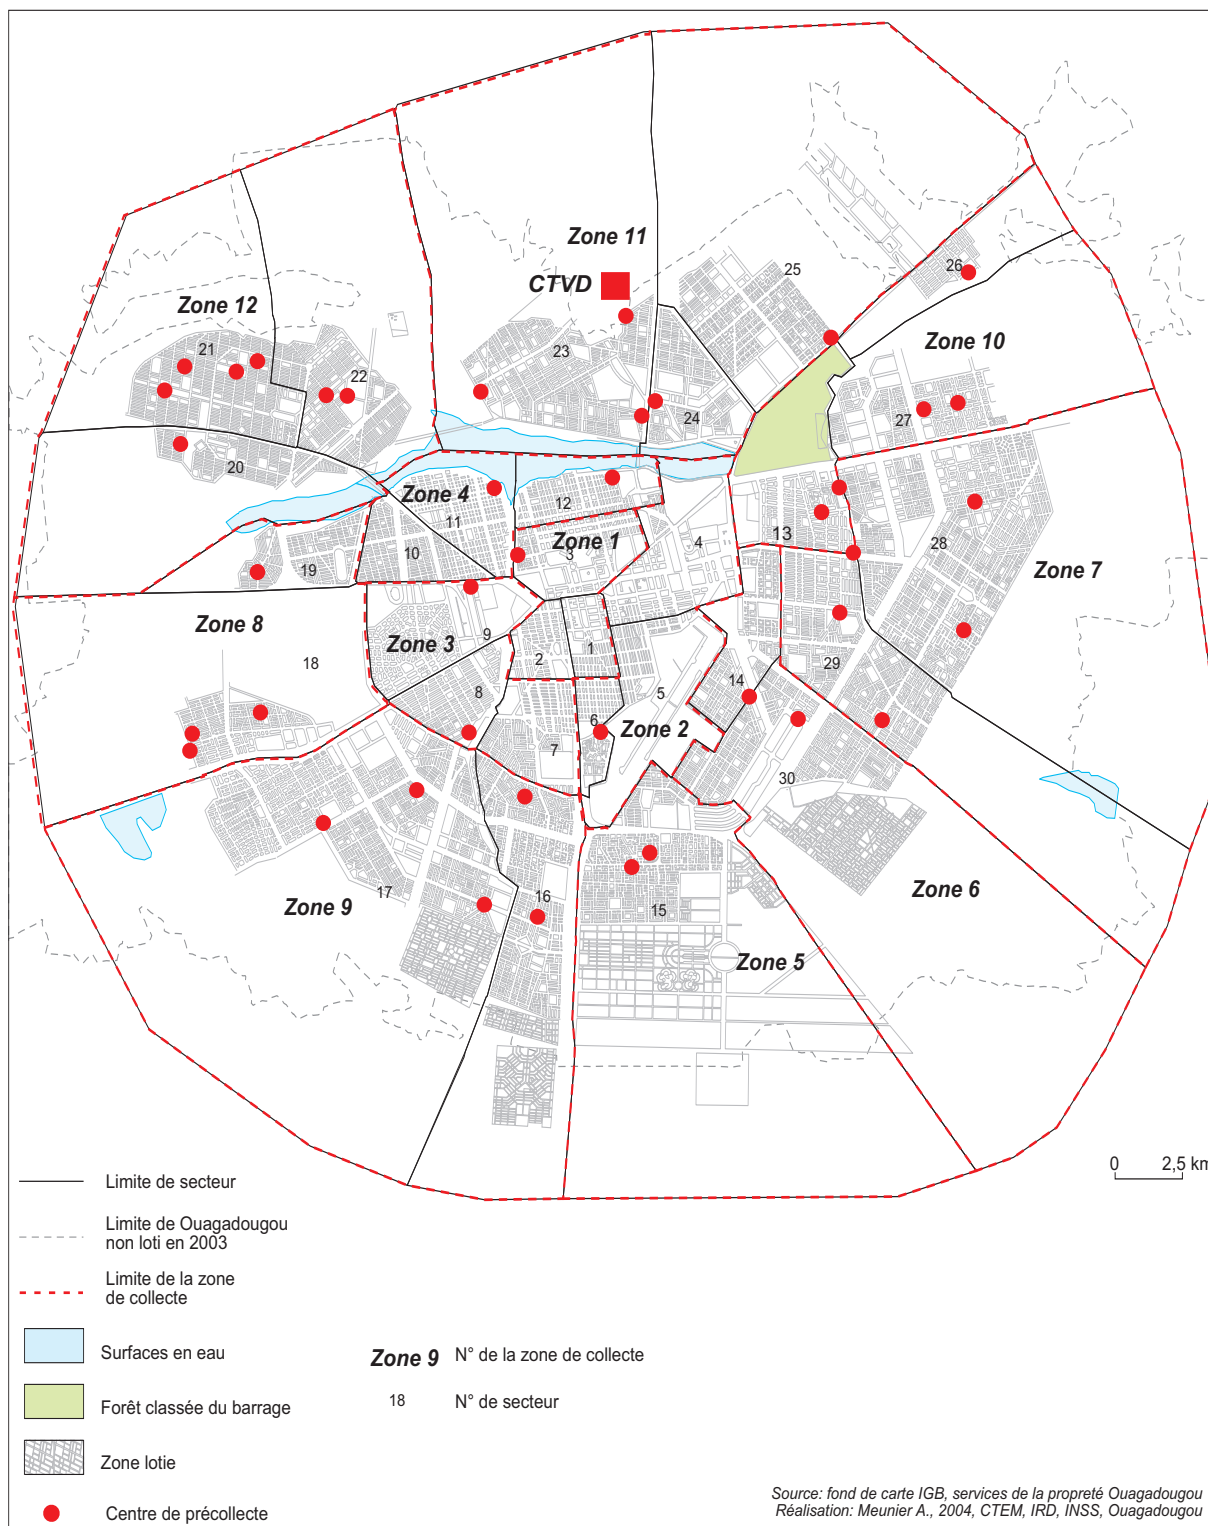 Zone 11
25
26
CTVD
Zone 12
21
22
23
Zone 10
24
27
20
Zone 4
11
12
Zone 1
3
4
13
10
19
28
Zone 7
Zone 8
18
Zone 3
9
2
1
29
14
8
5
6
Zone 2
7
30
17
Zone 9
16
15
Zone 6
Zone 5
0 2,5 km
Limite de secteur
Limite de Ouagadougou
non loti en 2003
Limite de la zone
de collecte
Surfaces en eau
Zone 9 N° de la zone de collecte
Forêt classée du barrage
18 N° de secteur
Zone lotie
Centre de précollecte
Source: fond de carte IGB, services de la propreté Ouagadougou
Réalisation: Meunier A., 2004, CTEM, IRD, INSS, Ouagadougou